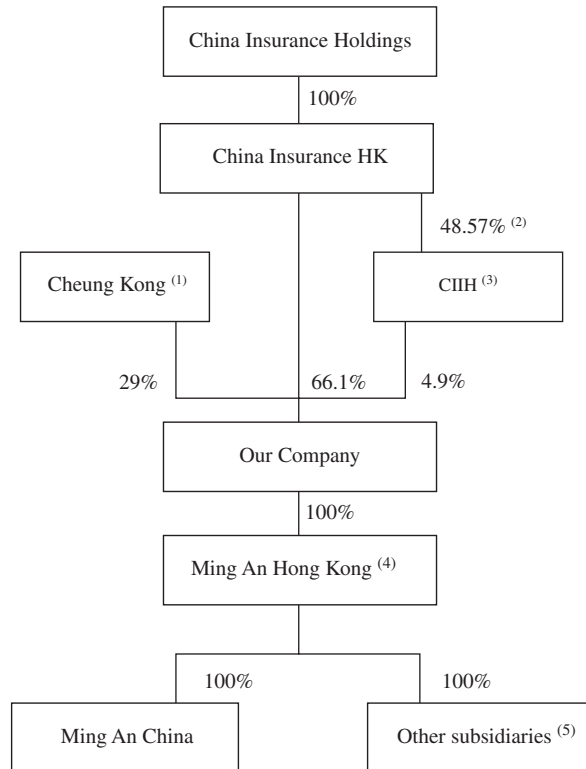 China Insurance Holdings
100%
China Insurance HK
48.57% (2)
Cheung Kong (1)
CIIH (3)
29%
66.1%
4.9%
Our Company
100%
Ming An Hong Kong (4)
100%
100%
Ming An China
Other subsidiaries (5)